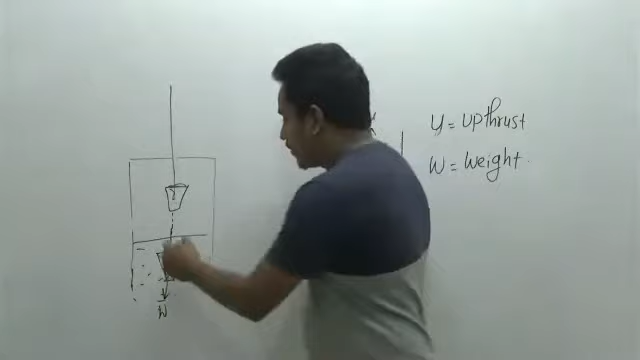 y = upthrust
W = Weight.
W